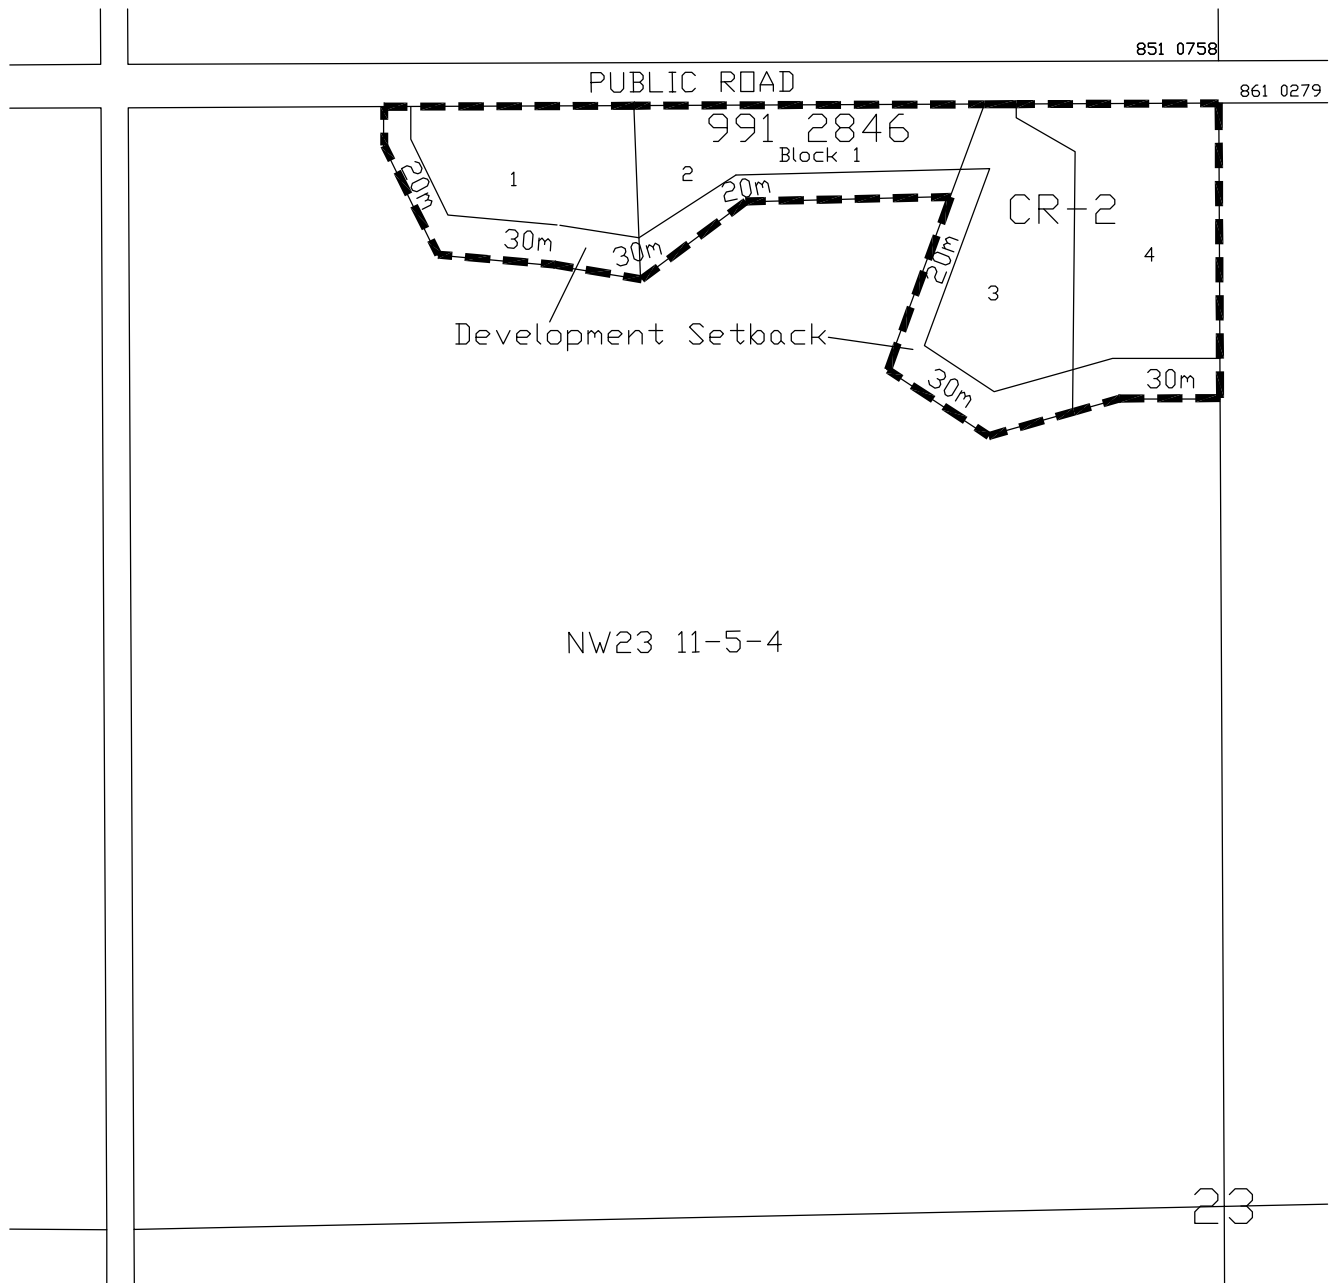 851 0758
PUBLIC ROAD
861 0279
991 2846
Block 1
1
2
20m
20m
CR-2
30m
30m
20m
4
3
Development Setback
30m
30m
NW23 11-5-4
23